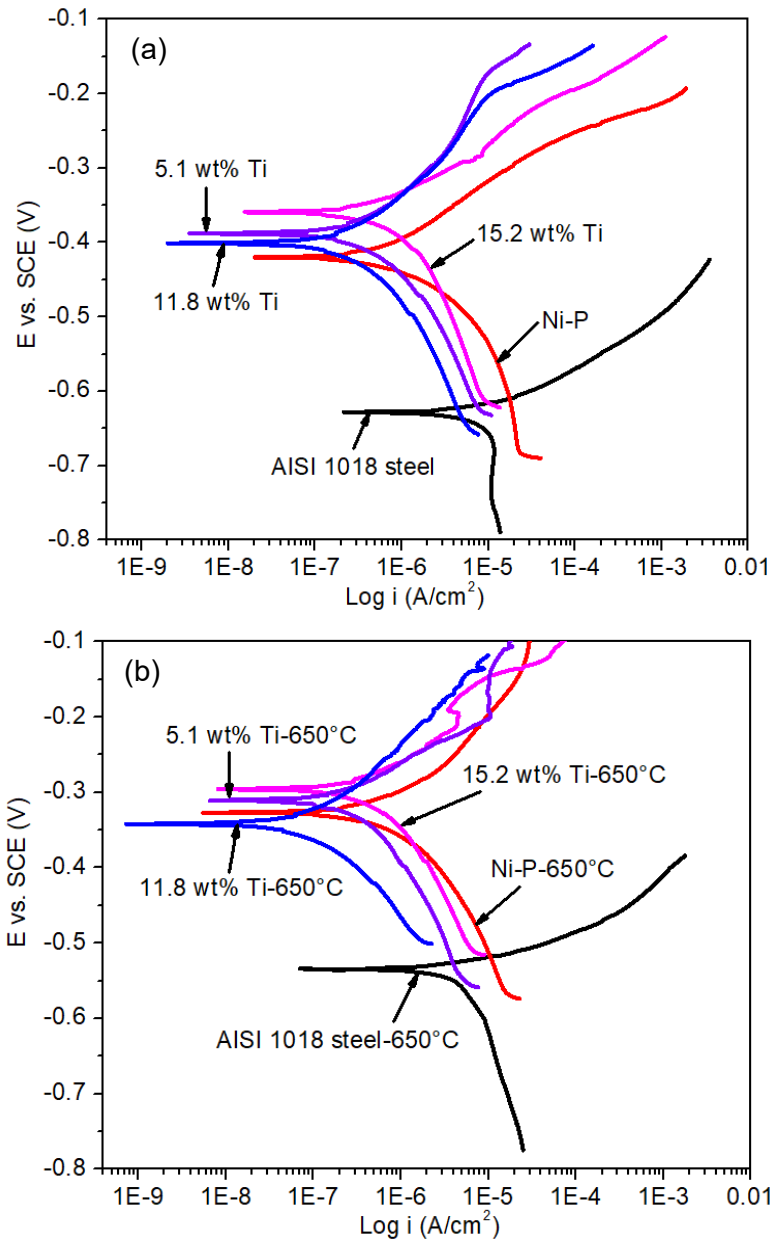 (a)
-0.1
-0.2
-0.3
-0.4
-0.5
-0.6
-0.7
-0.8
E vs. SCE (V)
5.1 wt% Ti
11.8 wt% Ti
15.2 wt% Ti
Ni-P
AISI 1018 steel
1E-9 1E-8 1E-7 1E-6 1E-5 1E-4 1E-3 0.01
Log i (A/cm²)
(b)
-0.1
-0.2
-0.3
-0.4
-0.5
-0.6
-0.7
-0.8
E vs. SCE (V)
5.1 wt% Ti-650°C
15.2 wt% Ti-650°C
11.8 wt% Ti-650°C
Ni-P-650°C
AISI 1018 steel-650°C
1E-9 1E-8 1E-7 1E-6 1E-5 1E-4 1E-3 0.01
Log i (A/cm²)